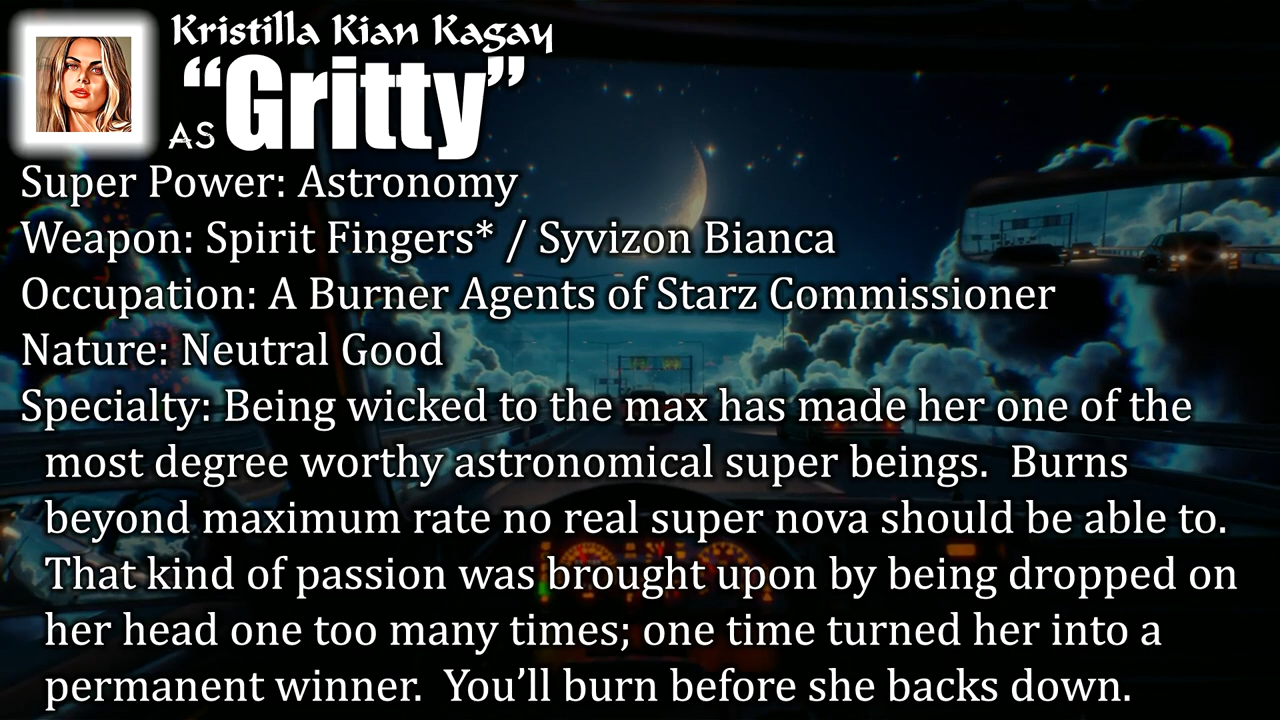 Kristilla Kian Kagay
AS “Gritty”
Super Power: Astronomy
Weapon: Spirit Fingers* / Syvizon Bianca
Occupation: A Burner Agents of Starz Commissioner
Nature: Neutral Good
Specialty: Being wicked to the max has made her one of the
most degree worthy astronomical super beings.  Burns
beyond maximum rate no real super nova should be able to.
That kind of passion was brought upon by being dropped on
her head one too many times; one time turned her into a
permanent winner.  You’ll burn before she backs down.